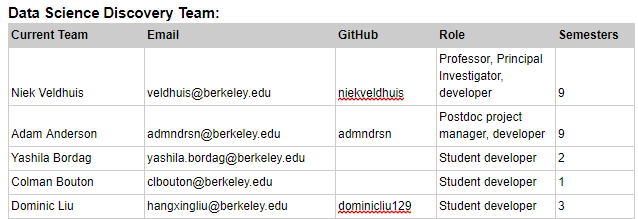 Data Science Discovery Team:
Current Team Email GitHub Role Semesters
Niek Veldhuis veldhuis@berkeley.edu niekveldhuis Professor, Principal Investigator, developer 9
Adam Anderson admndrsn@berkeley.edu admndrsn Postdoc project manager, developer 9
Yashila Bordag yashila.bordag@berkeley.edu Student developer 2
Colman Bouton clbouton@berkeley.edu Student developer 1
Dominic Liu hangxingliu@berkeley.edu dominicliu129 Student developer 3